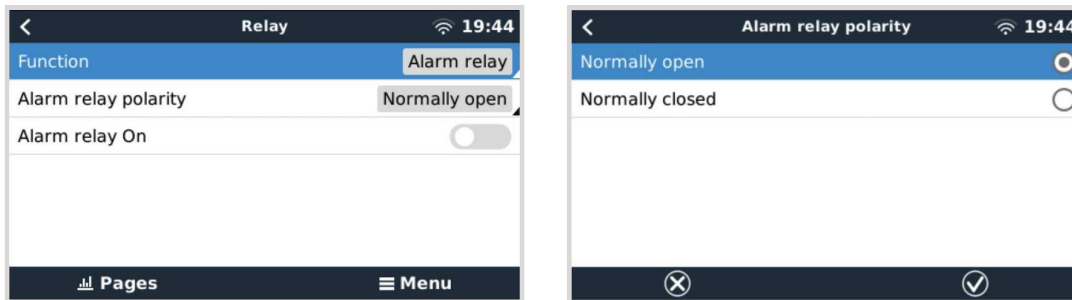 Relay 19:44
Function Alarm relay
Alarm relay polarity Normally open
Alarm relay On
Pages Menu
Alarm relay polarity 19:44
Normally open
Normally closed